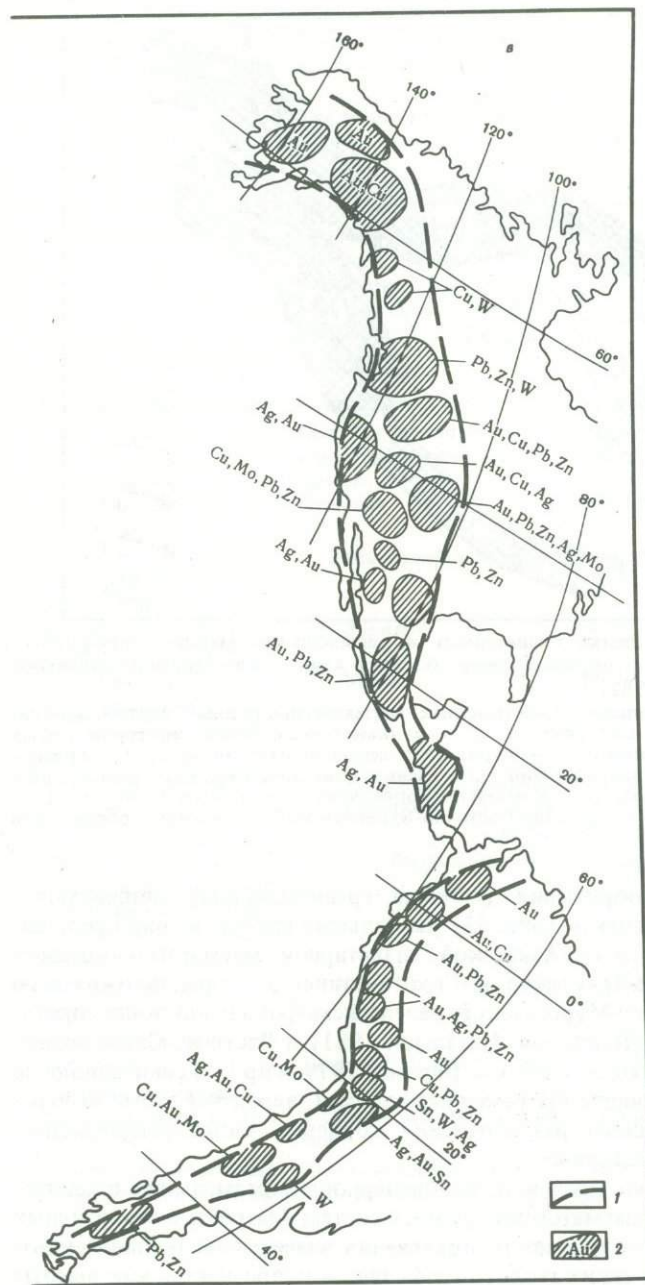 в
160°
140°
120°
100°
Au
Au
Au,Cu
Cu,W
60°
Pb,Zn,W
Ag,Au
Au,Cu,Pb,Zn
Cu,Mo,Pb,Zn
Au,Cu,Ag
80°
Au,Pb,Zn,Ag,Mo
Ag,Au
Pb,Zn
Au,Pb,Zn
20°
Ag,Au
60°
Au
Au,Cu
Au,Pb,Zn
0°
Au,Ag,Pb,Zn
Au
Cu,Mo
Cu,Pb,Zn
Ag,Au,Cu
Sn,W,Ag
Cu,Au,Mo
20°
Ag,Au,Sn
Pb,Zn
40°
1
Au 2